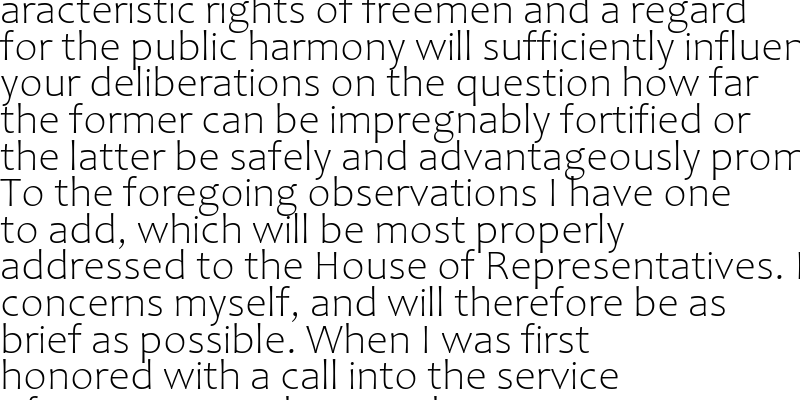 aracteristic rights of freemen and a regard
for the public harmony will sufficiently influen
your deliberations on the question how far
the former can be impregnably fortified or
the latter be safely and advantageously prom
To the foregoing observations I have one
to add, which will be most properly
addressed to the House of Representatives.
concerns myself, and will therefore be as
brief as possible. When I was first
honored with a call into the service